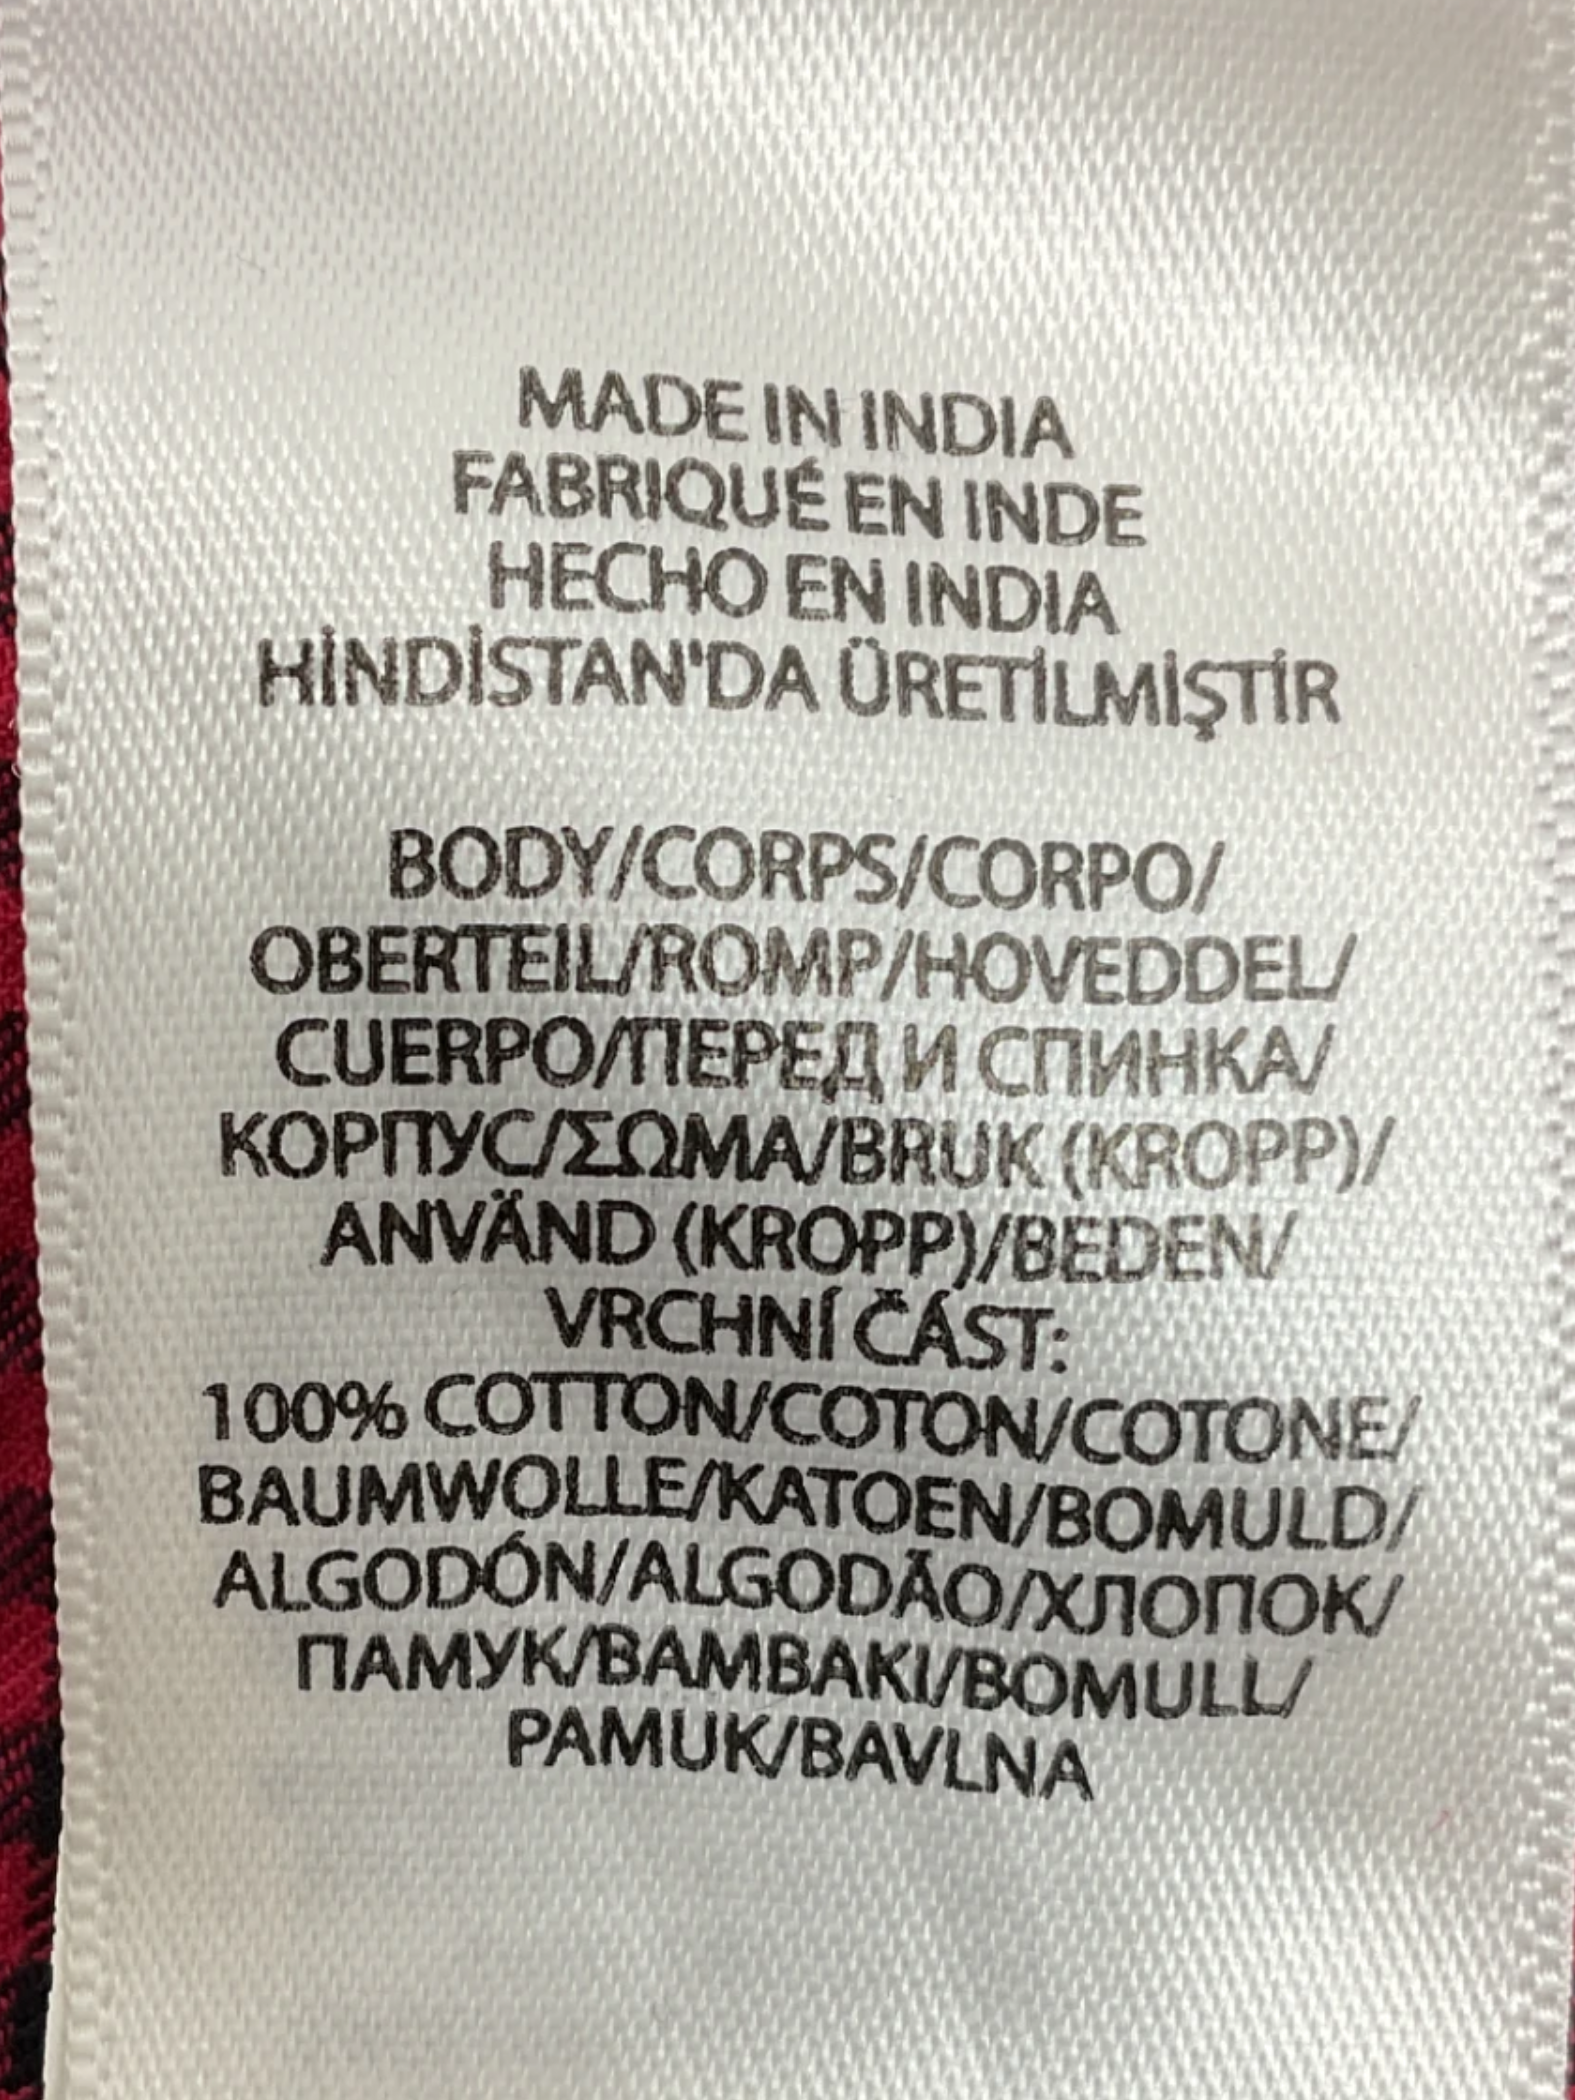 MADE IN INDIA
FABRIQUÉ EN INDE
HECHO EN INDIA
HİNDİSTAN'DA ÜRETİLMİŞTİR
BODY/CORPS/CORPO/
OBERTEIL/ROMP/HOVEDDEL/
CUERPO/ПЕРЕД И СПИНКА/
КОРПУС/ΣΩΜΑ/BRUK (KROPP)/
ANVÄND (KROPP)/BEDEN/
VRCHNÍ ČÁST:
100% COTTON/COTON/COTONE/
BAUMWOLLE/KATOEN/BOMULD/
ALGODÓN/ALGODÃO/ХЛОПОК/
ПАМУК/ΒΑΜΒΑΚΙ/BOMULL/
PAMUK/BAVLNA